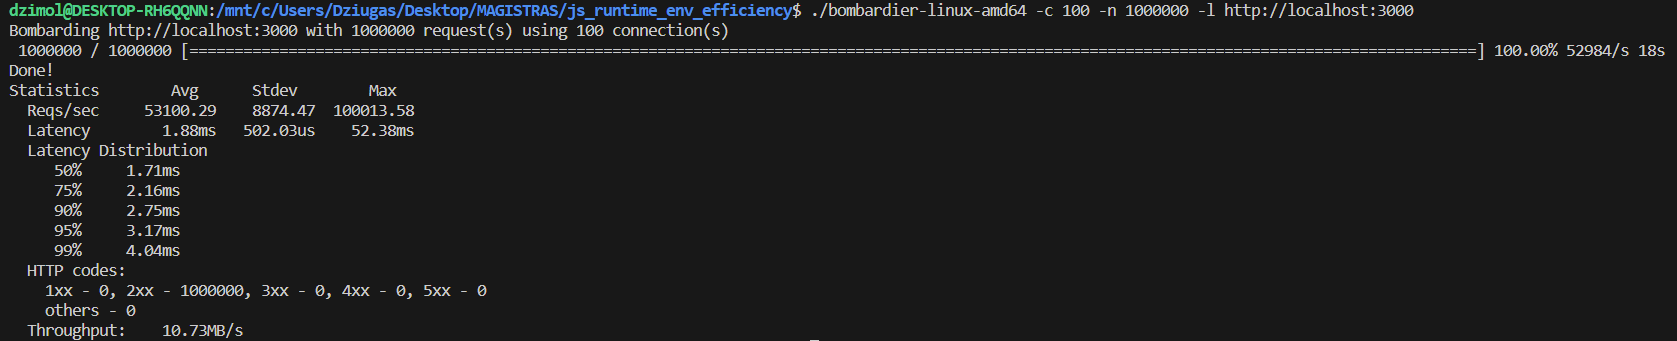 dzimol@DESKTOP-RH6QQNN:/mnt/c/Users/Dziugas/Desktop/MAGISTRAS/js_runtime_env_efficiency$ ./bombardier-linux-amd64 -c 100 -n 1000000 -l http://localhost:3000
Bombarding http://localhost:3000 with 1000000 request(s) using 100 connection(s)
 1000000 / 1000000 [================================================================================================================================================] 100.00% 52984/s 18s
Done!
Statistics        Avg      Stdev        Max
  Reqs/sec     53100.29    8874.47  100013.58
  Latency        1.88ms   502.03us    52.38ms
  Latency Distribution
     50%     1.71ms
     75%     2.16ms
     90%     2.75ms
     95%     3.17ms
     99%     4.04ms
  HTTP codes:
    1xx - 0, 2xx - 1000000, 3xx - 0, 4xx - 0, 5xx - 0
    others - 0
  Throughput:    10.73MB/s